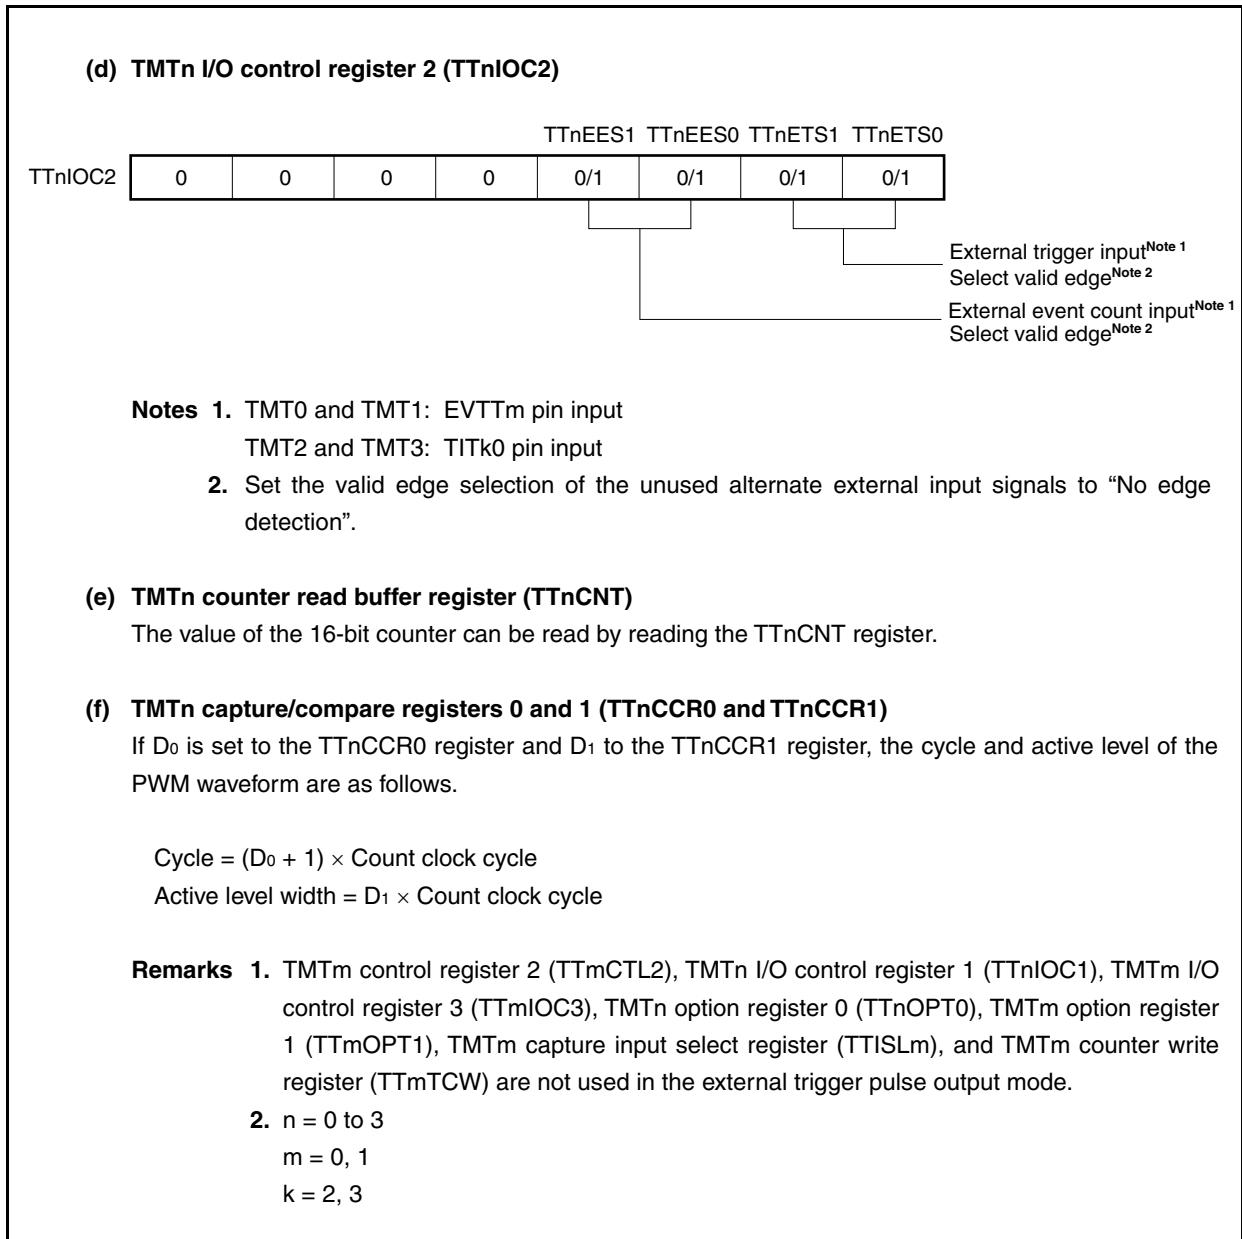 (d) TMTn I/O control register 2 (TTnIOC2)
TTnEES1 TTnEES0 TTnETS1 TTnETS0
TTnIOC2 0 0 0 0 0/1 0/1 0/1 0/1
External trigger inputNote 1
Select valid edgeNote 2
External event count inputNote 1
Select valid edgeNote 2
Notes 1. TMT0 and TMT1: EVTTm pin input
TMT2 and TMT3: TITk0 pin input
2. Set the valid edge selection of the unused alternate external input signals to “No edge
detection”.
(e) TMTn counter read buffer register (TTnCNT)
The value of the 16-bit counter can be read by reading the TTnCNT register.
(f) TMTn capture/compare registers 0 and 1 (TTnCCR0 and TTnCCR1)
If D0 is set to the TTnCCR0 register and D1 to the TTnCCR1 register, the cycle and active level of the
PWM waveform are as follows.
Cycle = (D0 + 1) × Count clock cycle
Active level width = D1 × Count clock cycle
Remarks 1. TMTm control register 2 (TTmCTL2), TMTn I/O control register 1 (TTnIOC1), TMTm I/O
control register 3 (TTmIOC3), TMTn option register 0 (TTnOPT0), TMTm option register
1 (TTmOPT1), TMTm capture input select register (TTISLm), and TMTm counter write
register (TTmTCW) are not used in the external trigger pulse output mode.
2. n = 0 to 3
m = 0, 1
k = 2, 3